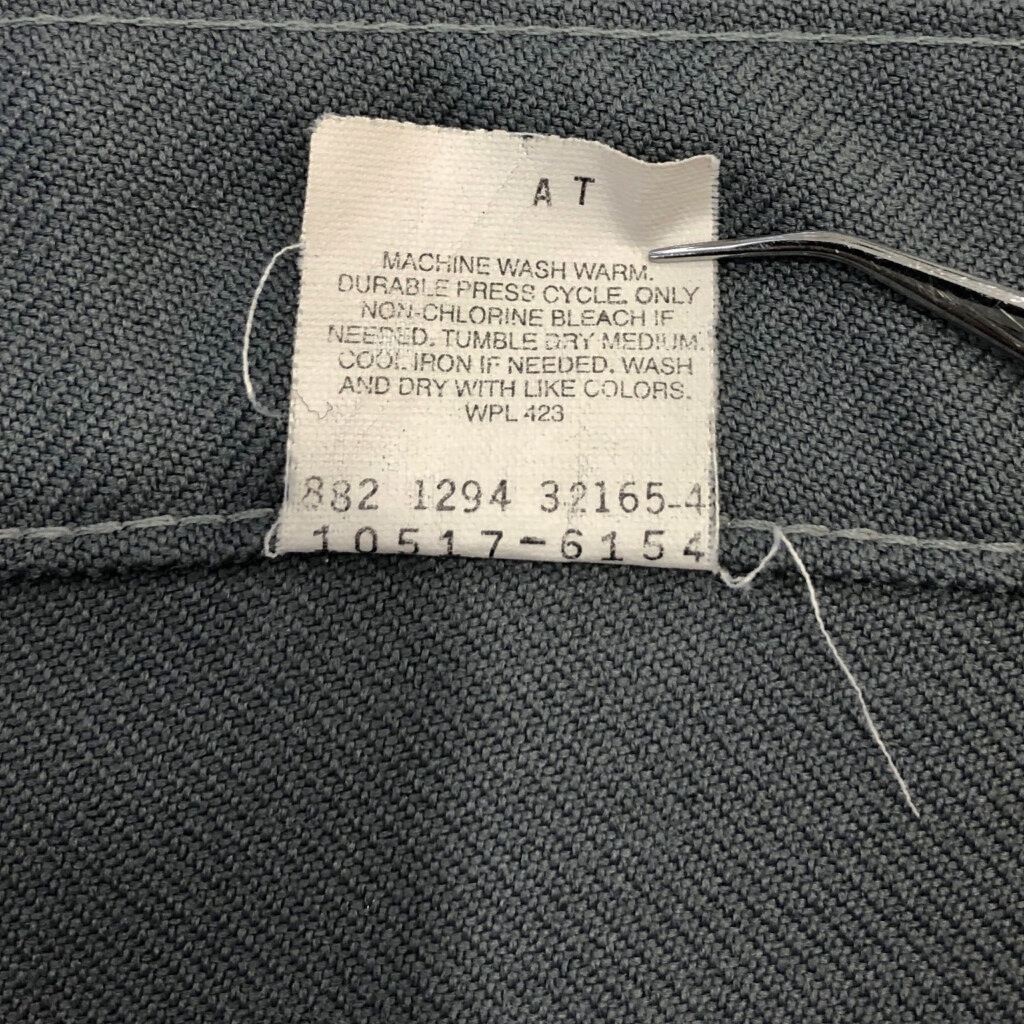 A T
MACHINE WASH WARM.
DURABLE PRESS CYCLE. ONLY
NON-CHLORINE BLEACH IF
NEEDED. TUMBLE DRY MEDIUM.
COOL IRON IF NEEDED. WASH
AND DRY WITH LIKE COLORS.
WPL 423
882 1294 32165-4
10517-6154